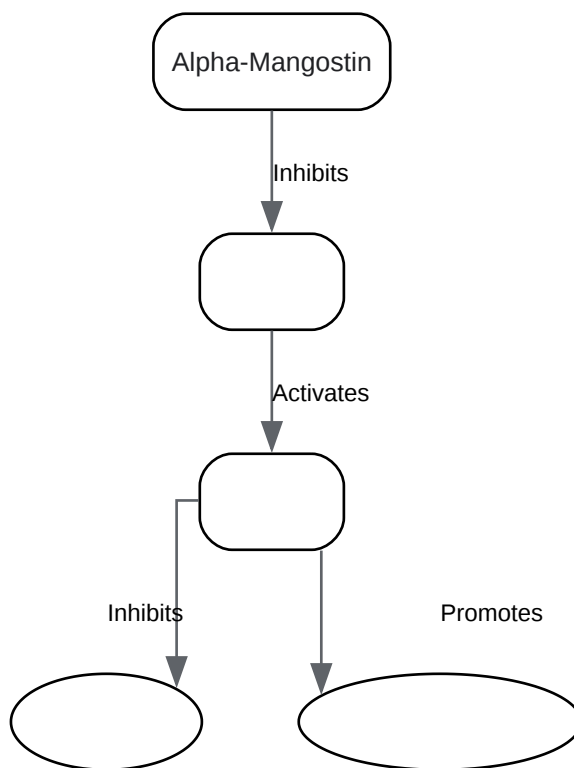 Alpha-Mangostin
Inhibits
Activates
Inhibits
Promotes